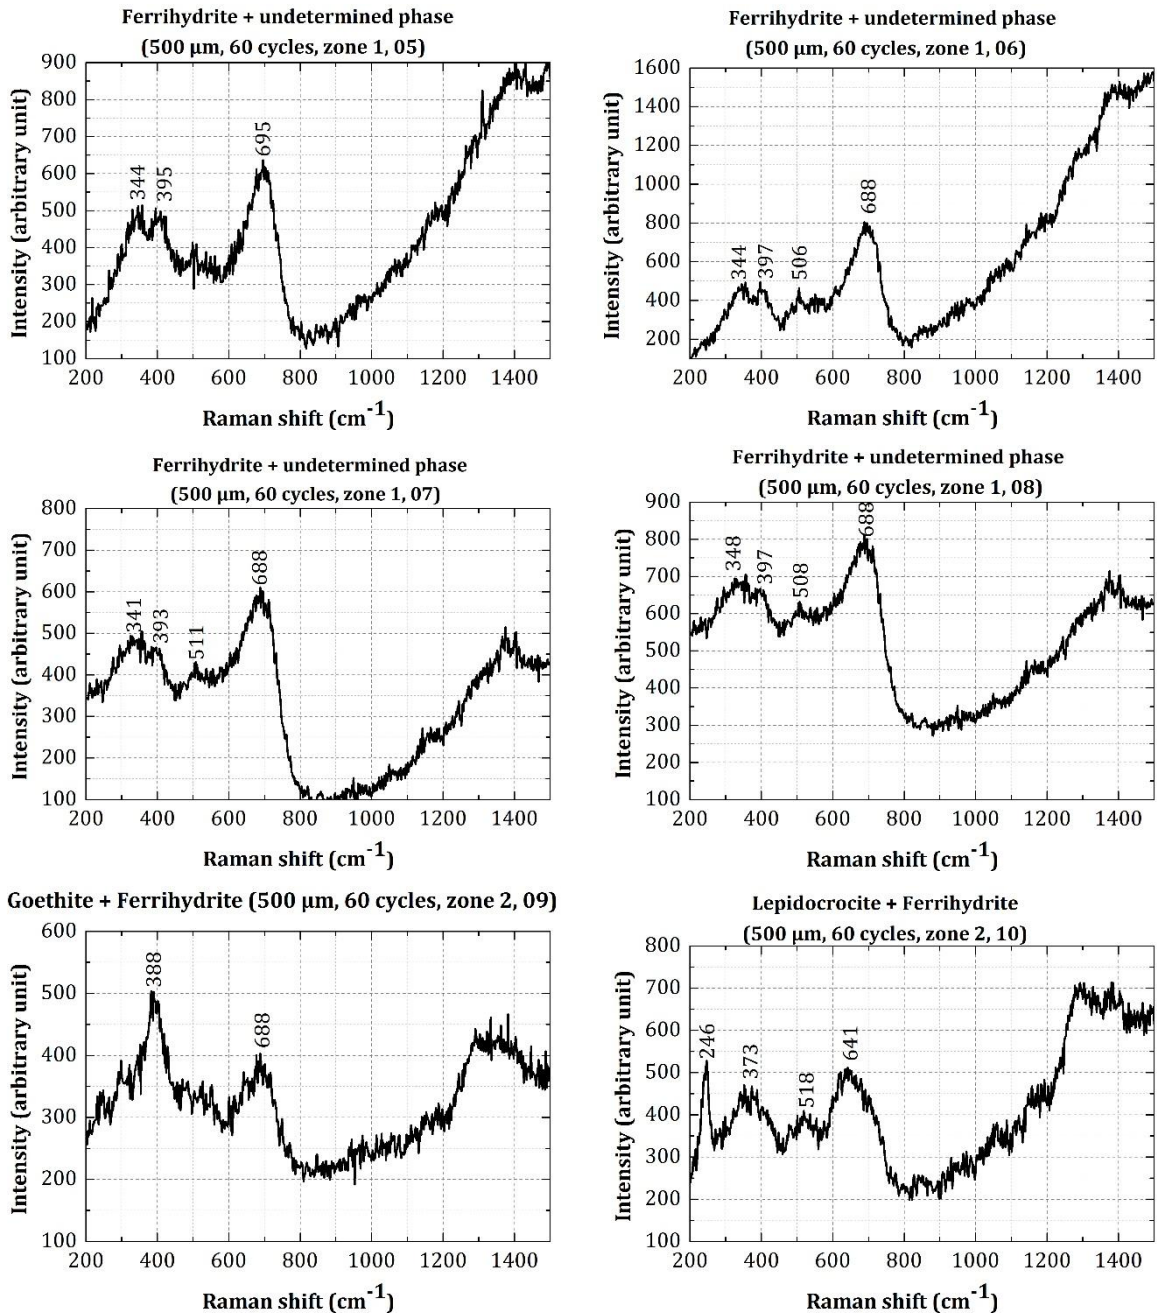 Ferrihydrite + undetermined phase
(500 µm, 60 cycles, zone 1, 05)
Intensity (arbitrary unit)
900
800
700
600
500
400
300
200
100
344
395
695
200 400 600 800 1000 1200 1400
Raman shift (cm-1)
Ferrihydrite + undetermined phase
(500 µm, 60 cycles, zone 1, 06)
Intensity (arbitrary unit)
1600
1400
1200
1000
800
600
400
200
344
397
506
688
200 400 600 800 1000 1200 1400
Raman shift (cm-1)
Ferrihydrite + undetermined phase
(500 µm, 60 cycles, zone 1, 07)
Intensity (arbitrary unit)
800
700
600
500
400
300
200
100
341
393
511
688
200 400 600 800 1000 1200 1400
Raman shift (cm-1)
Ferrihydrite + undetermined phase
(500 µm, 60 cycles, zone 1, 08)
Intensity (arbitrary unit)
900
800
700
600
500
400
300
200
100
348
397
508
688
200 400 600 800 1000 1200 1400
Raman shift (cm-1)
Goethite + Ferrihydrite (500 µm, 60 cycles, zone 2, 09)
Intensity (arbitrary unit)
600
500
400
300
200
100
388
688
200 400 600 800 1000 1200 1400
Raman shift (cm-1)
Lepidocrocite + Ferrihydrite
(500 µm, 60 cycles, zone 2, 10)
Intensity (arbitrary unit)
800
700
600
500
400
300
200
100
246
373
518
641
200 400 600 800 1000 1200 1400
Raman shift (cm-1)